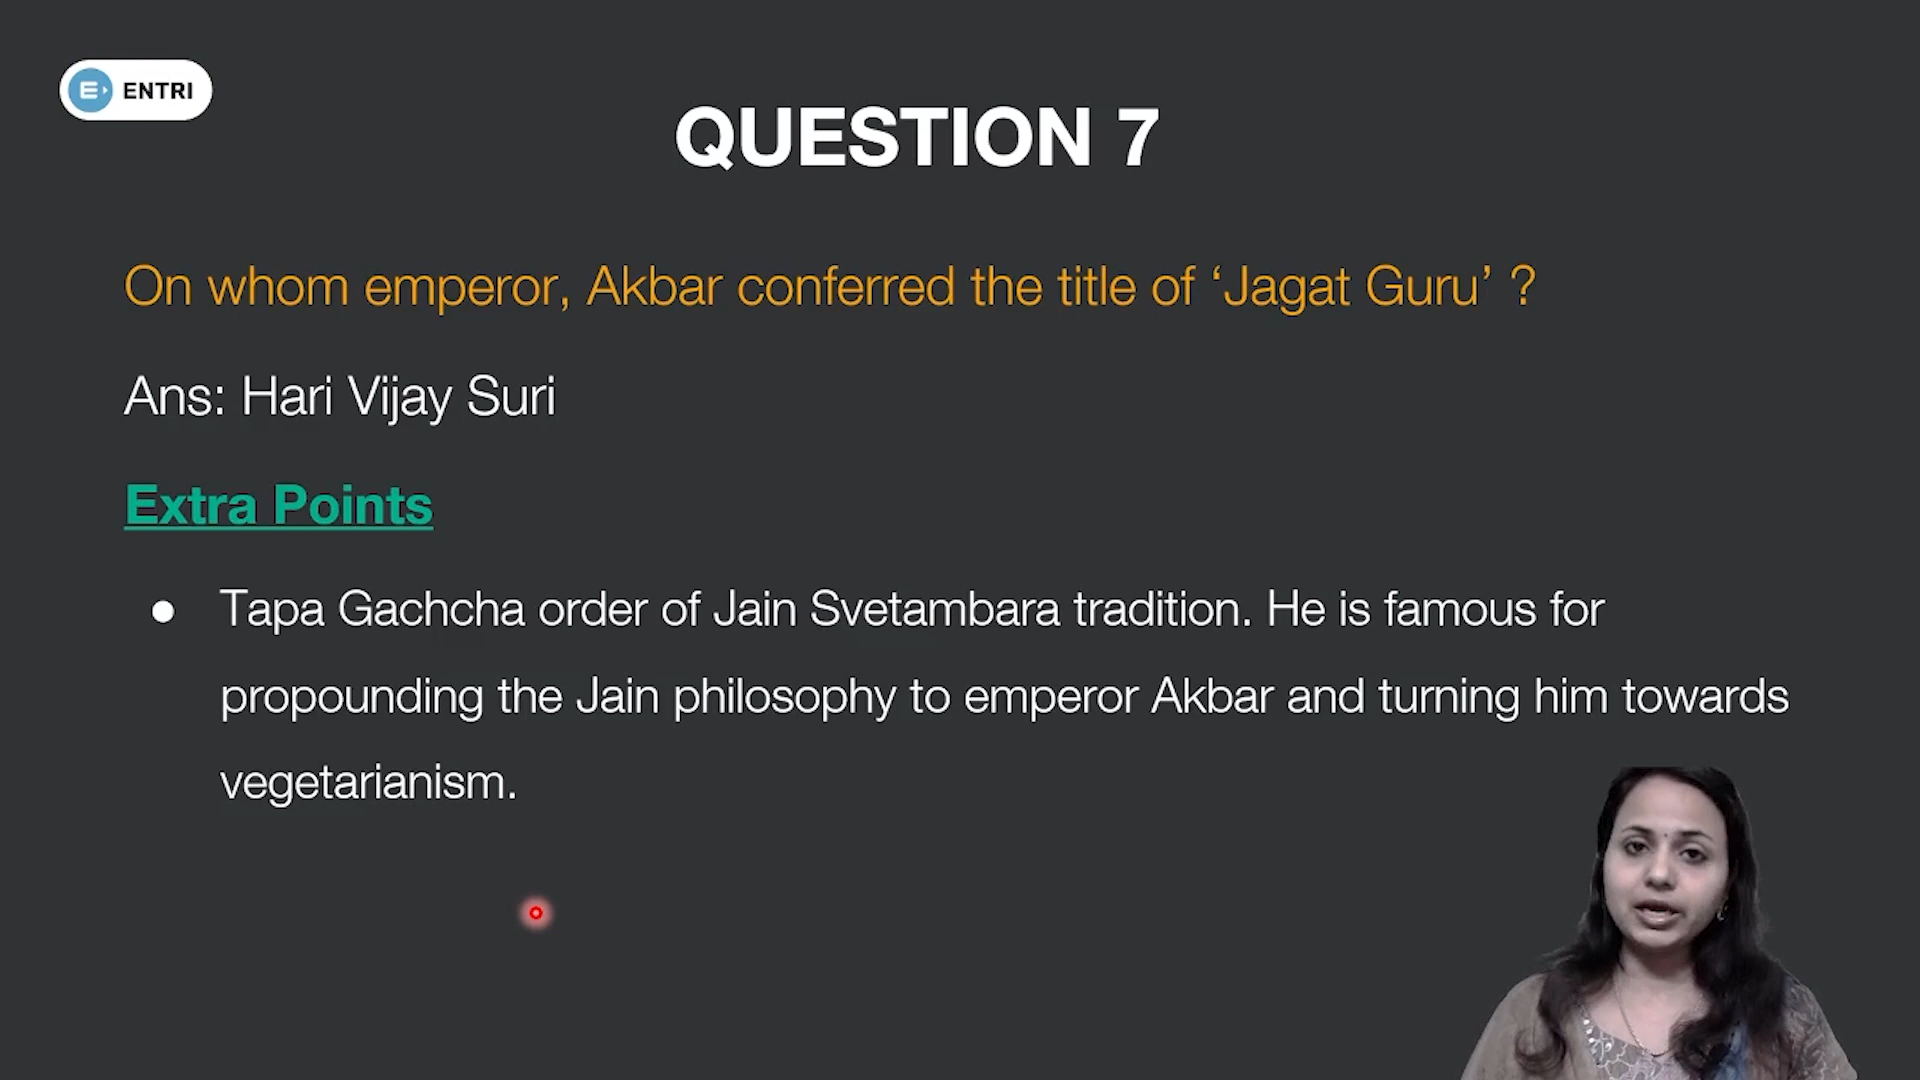 ENTRI
QUESTION 7
On whom emperor, Akbar conferred the title of ‘Jagat Guru’ ?
Ans: Hari Vijay Suri
Extra Points
● Tapa Gachcha order of Jain Svetambara tradition. He is famous for
propounding the Jain philosophy to emperor Akbar and turning him towards
vegetarianism.